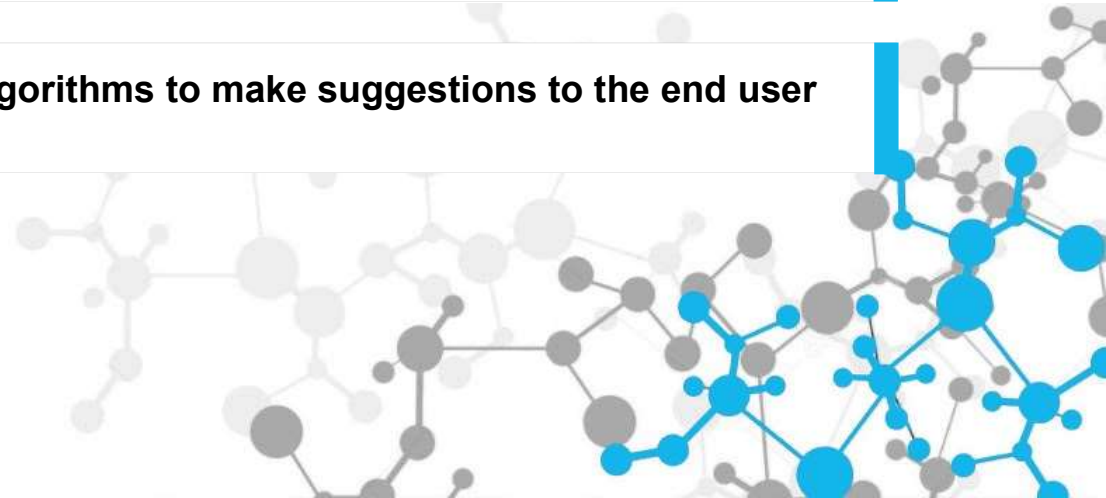 gorithms to make suggestions to the end user